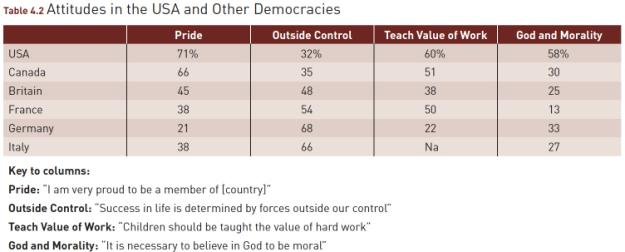 Table 4.2 Attitudes in the USA and Other Democracies
Pride Outside Control Teach Value of Work God and Morality
USA 71% 32% 60% 58%
Canada 66 35 51 30
Britain 45 48 38 25
France 38 54 50 13
Germany 21 68 22 33
Italy 38 66 Na 27
Key to columns:
Pride: "I am very proud to be a member of [country]"
Outside Control: "Success in life is determined by forces outside our control"
Teach Value of Work: "Children should be taught the value of hard work"
God and Morality: "It is necessary to believe in God to be moral"